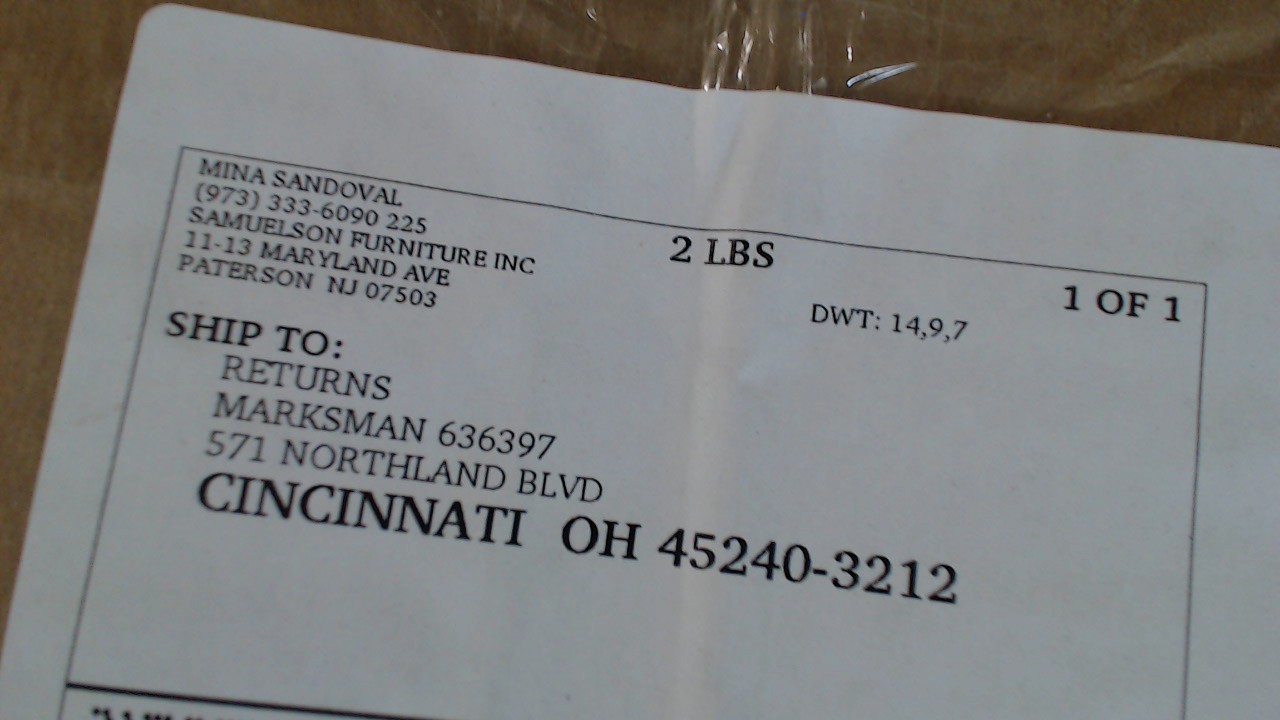 MINA SANDOVAL
(973) 333-6090 225
SAMUELSON FURNITURE INC
11-13 MARYLAND AVE
PATERSON NJ 07503
2 LBS
1 OF 1
DWT: 14,9,7
SHIP TO:
RETURNS
MARKSMAN 636397
571 NORTHLAND BLVD
CINCINNATI OH 45240-3212